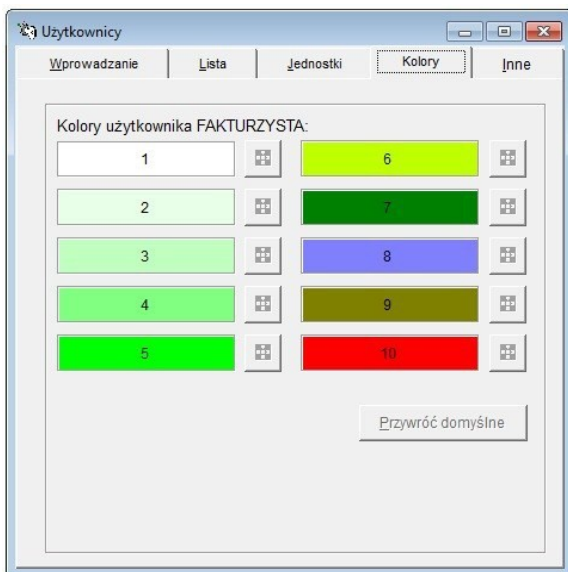 Użytkownicy
Wprowadzanie Lista Jednostki Kolory Inne
Kolory użytkownika FAKTURZYSTA:
1 6
2 7
3 8
4 9
5 10
Przywróć domyślne